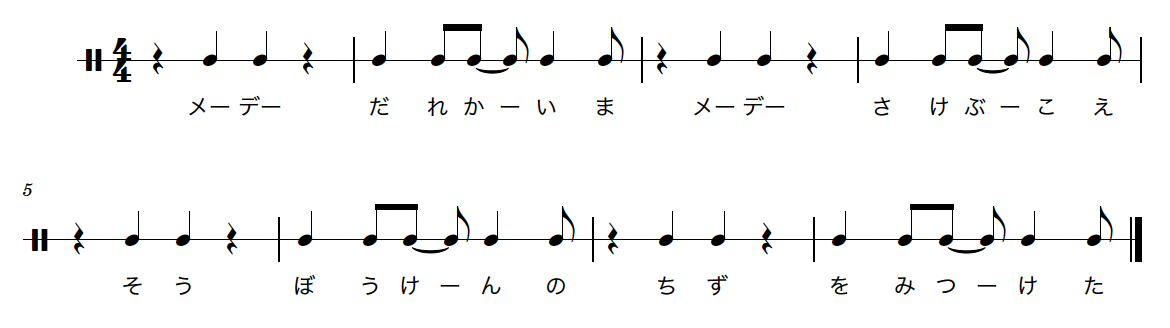 4
4
メー デー だ れ か ー い ま メー デー さ け ぶ ー こ え
5
そ う ぼ う け ー ん の ち ず を み つ ー け た